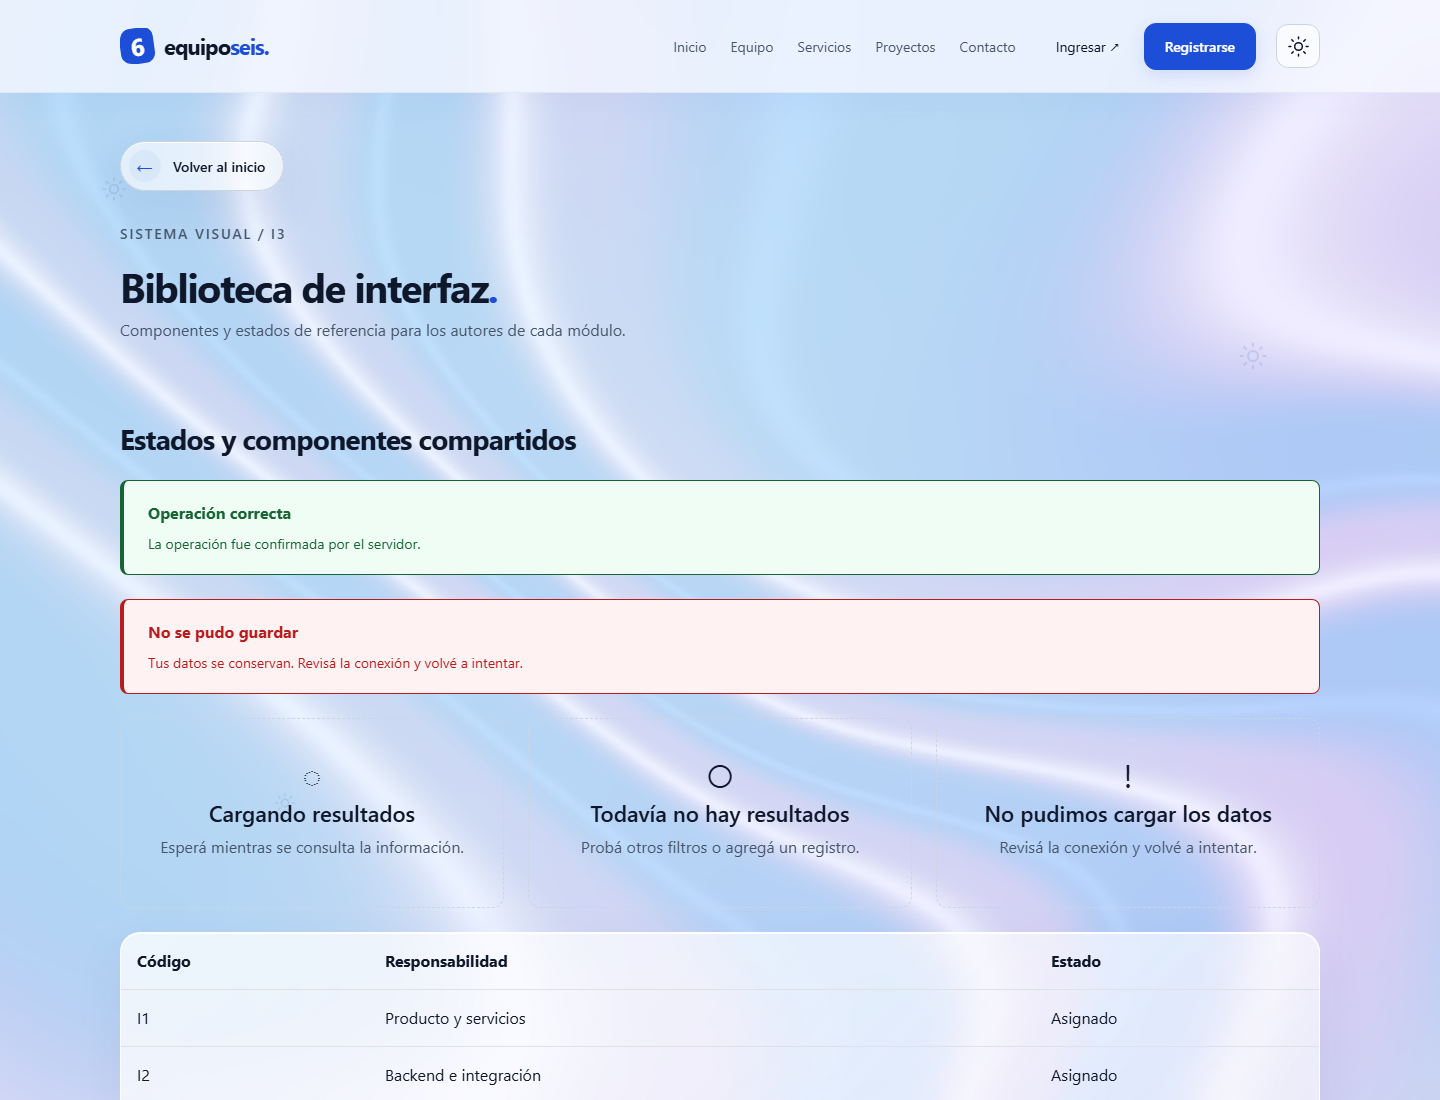 6 equiposeis.
Inicio Equipo Servicios Proyectos Contacto Ingresar ↗ Registrarse
← Volver al inicio
SISTEMA VISUAL / I3
Biblioteca de interfaz.
Componentes y estados de referencia para los autores de cada módulo.
Estados y componentes compartidos
Operación correcta
La operación fue confirmada por el servidor.
No se pudo guardar
Tus datos se conservan. Revisá la conexión y volvé a intentar.
Cargando resultados
Esperá mientras se consulta la información.
Todavía no hay resultados
Probá otros filtros o agregá un registro.
!
No pudimos cargar los datos
Revisá la conexión y volvé a intentar.
Código Responsabilidad Estado
I1 Producto y servicios Asignado
I2 Backend e integración Asignado